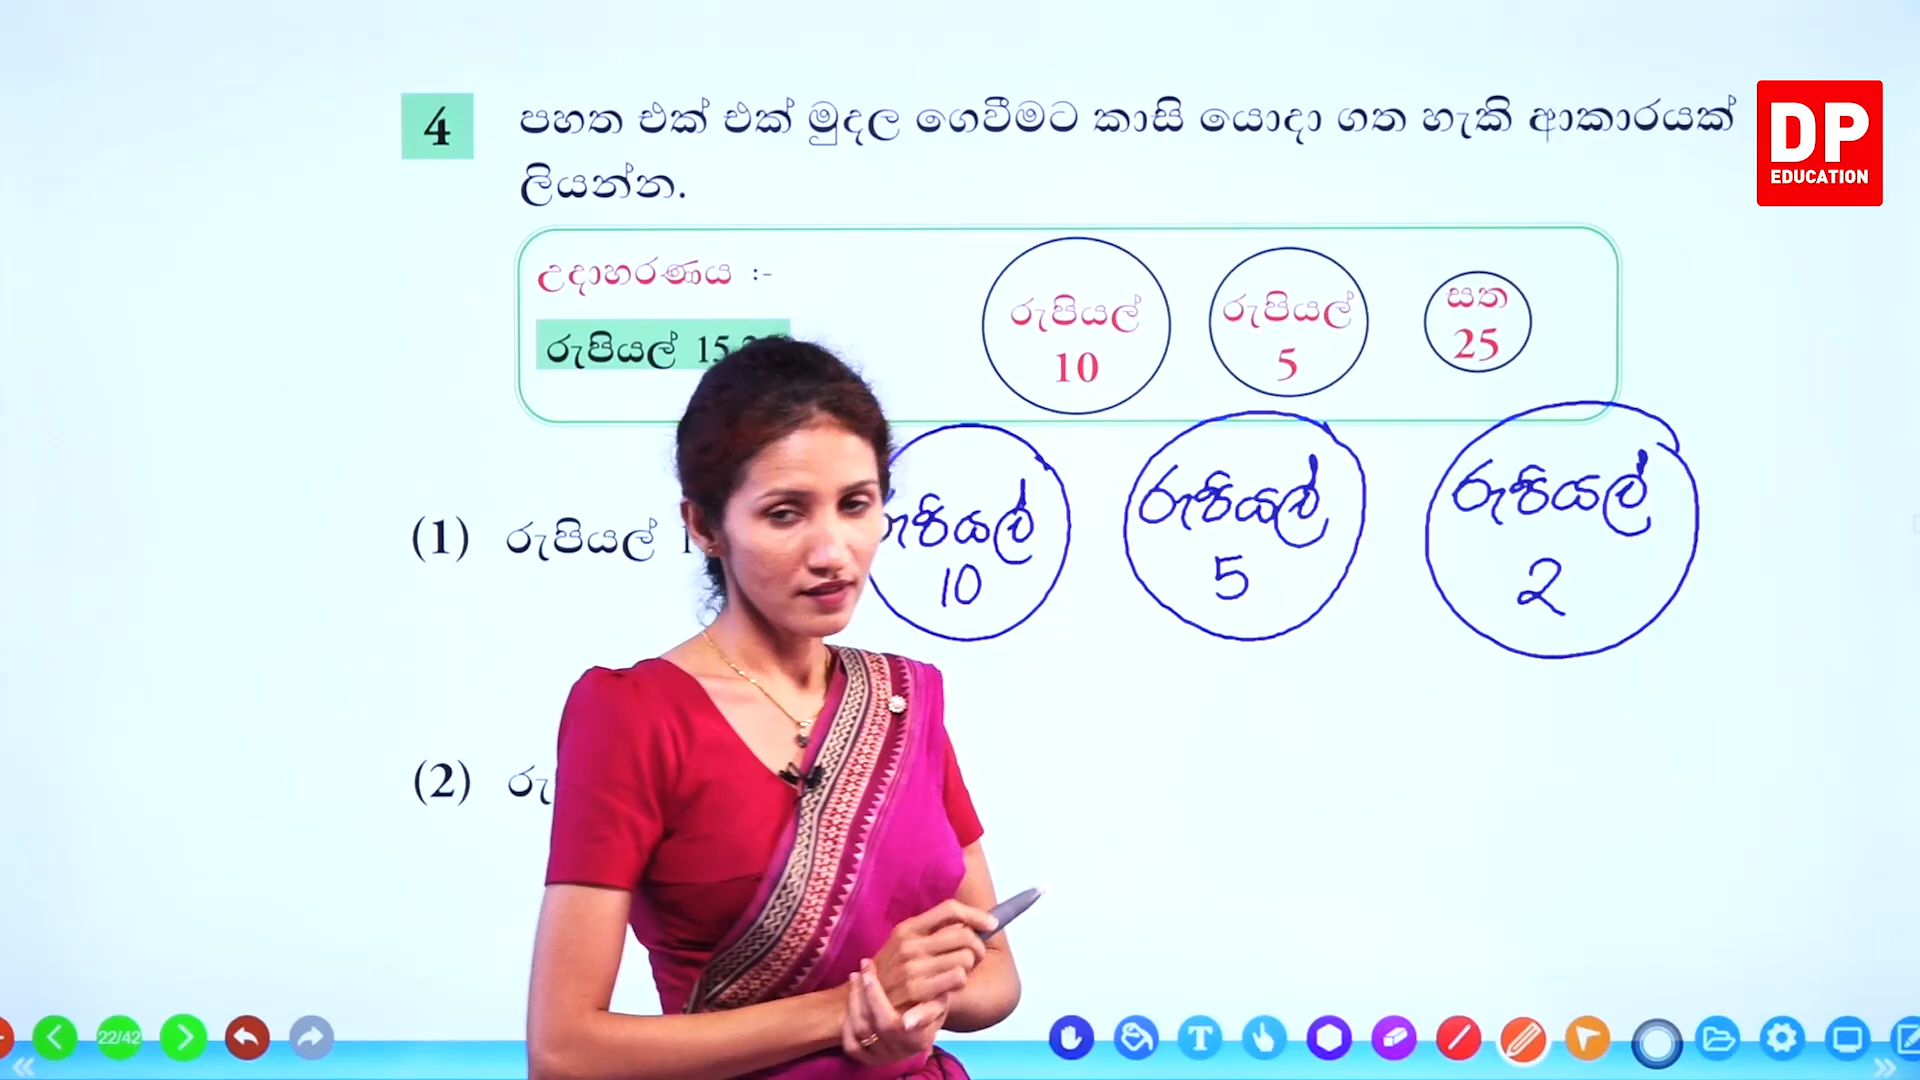 4 පහත එක් එක් මුදල ගෙවීමට කාසි යොදා ගත හැකි ආකාරයක්
ලියන්න.
DP
EDUCATION
උදාහරණය :-
රුපියල්
රුපියල් 10
රුපියල් 5
සත 25
(1) රුපියල්
රුපියල් 10
රුපියල් 5
රුපියල් 2
(2)
22/42